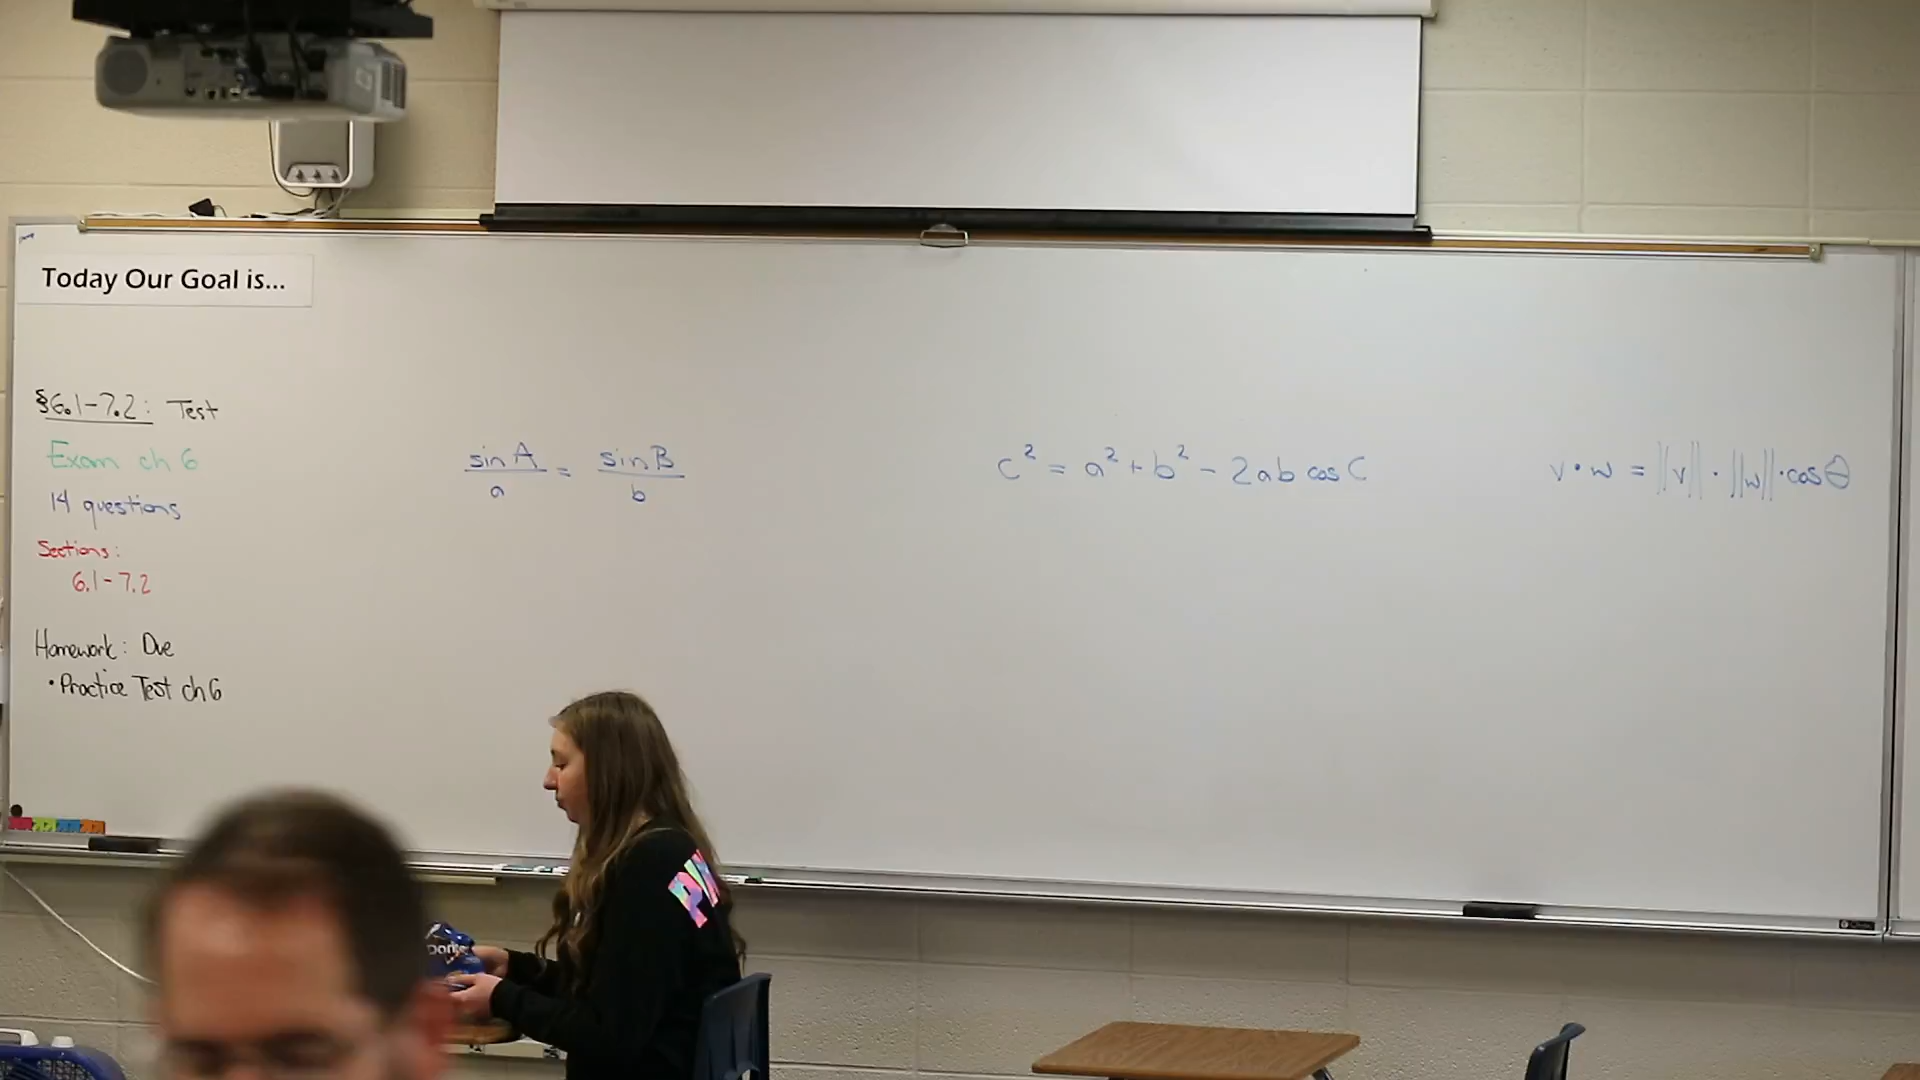 Today Our Goal is...
§6.1-7.2: Test
Exam ch 6
14 questions
Sections:
6.1-7.2
Homework: Due
• Practice Test ch 6
sin A / a = sin B / b
c² = a² + b² - 2ab cos C
v • w = ||v|| • ||w|| • cos θ